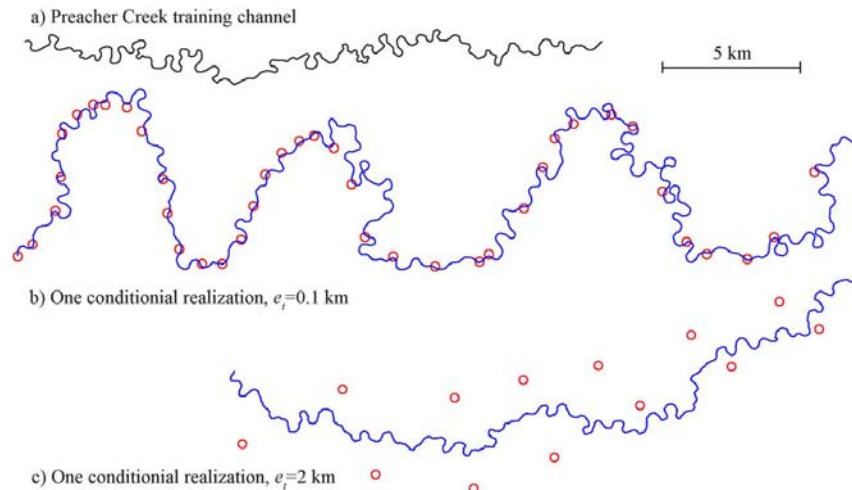 a) Preacher Creek training channel
5 km
b) One conditionial realization, eₜ=0.1 km
c) One conditionial realization, eₜ=2 km